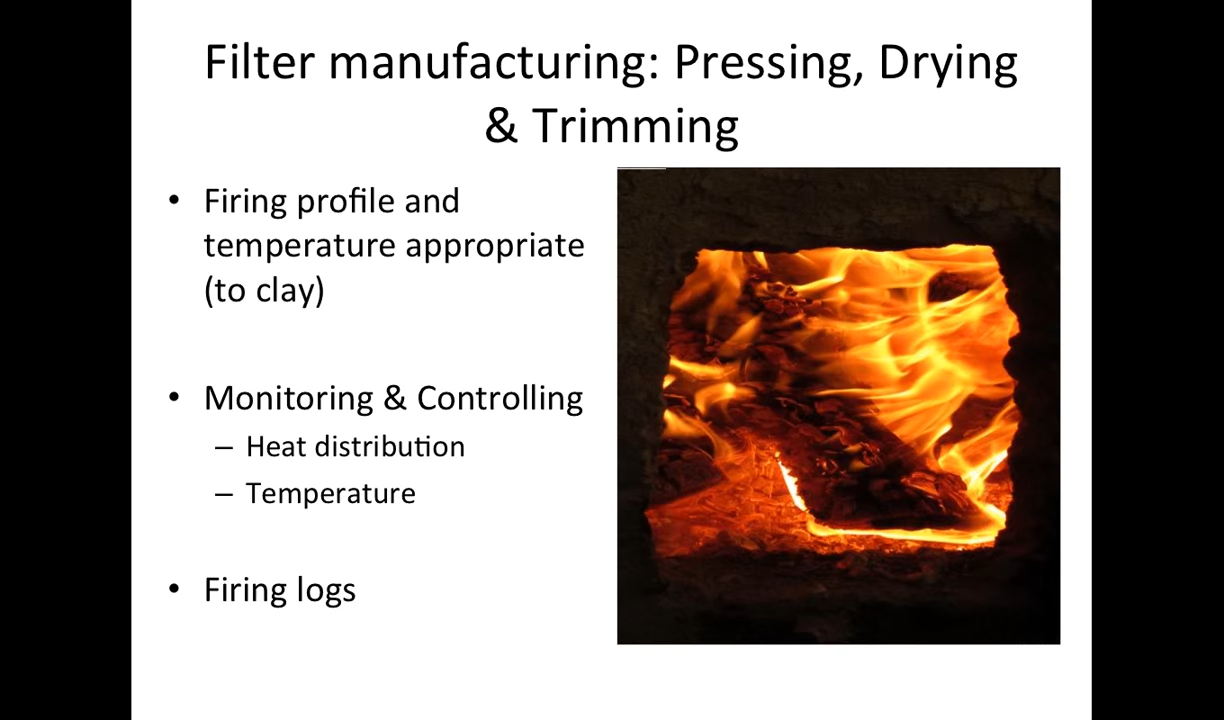 Filter manufacturing: Pressing, Drying
& Trimming
• Firing profile and
temperature appropriate
(to clay)
• Monitoring & Controlling
– Heat distribution
– Temperature
• Firing logs